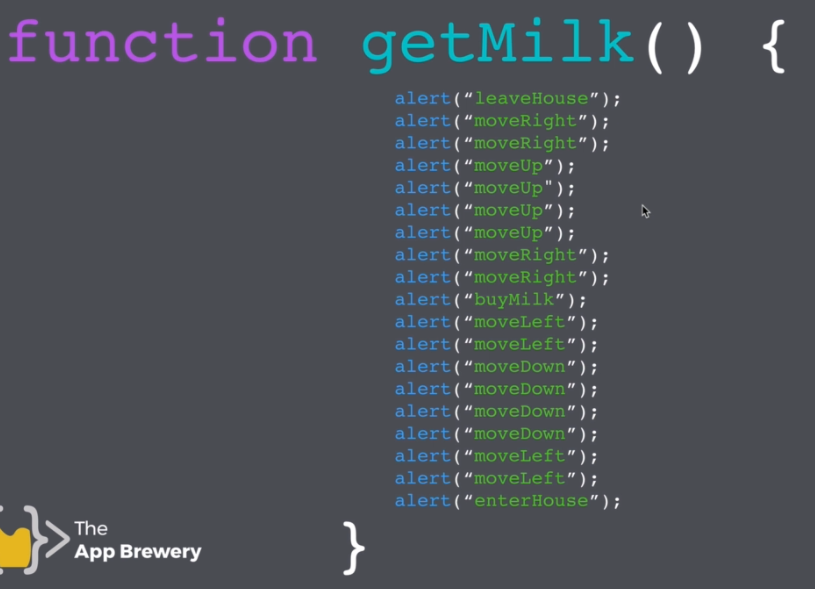 function getMilk() {
alert(“leaveHouse”);
alert(“moveRight”);
alert(“moveRight”);
alert(“moveUp”);
alert(“moveUp");
alert(“moveUp”);
alert(“moveUp”);
alert(“moveRight”);
alert(“moveRight”);
alert(“buyMilk”);
alert(“moveLeft”);
alert(“moveLeft”);
alert(“moveDown”);
alert(“moveDown”);
alert(“moveDown”);
alert(“moveDown”);
alert(“moveLeft”);
alert(“moveLeft”);
alert(“enterHouse”);
}
The
App Brewery